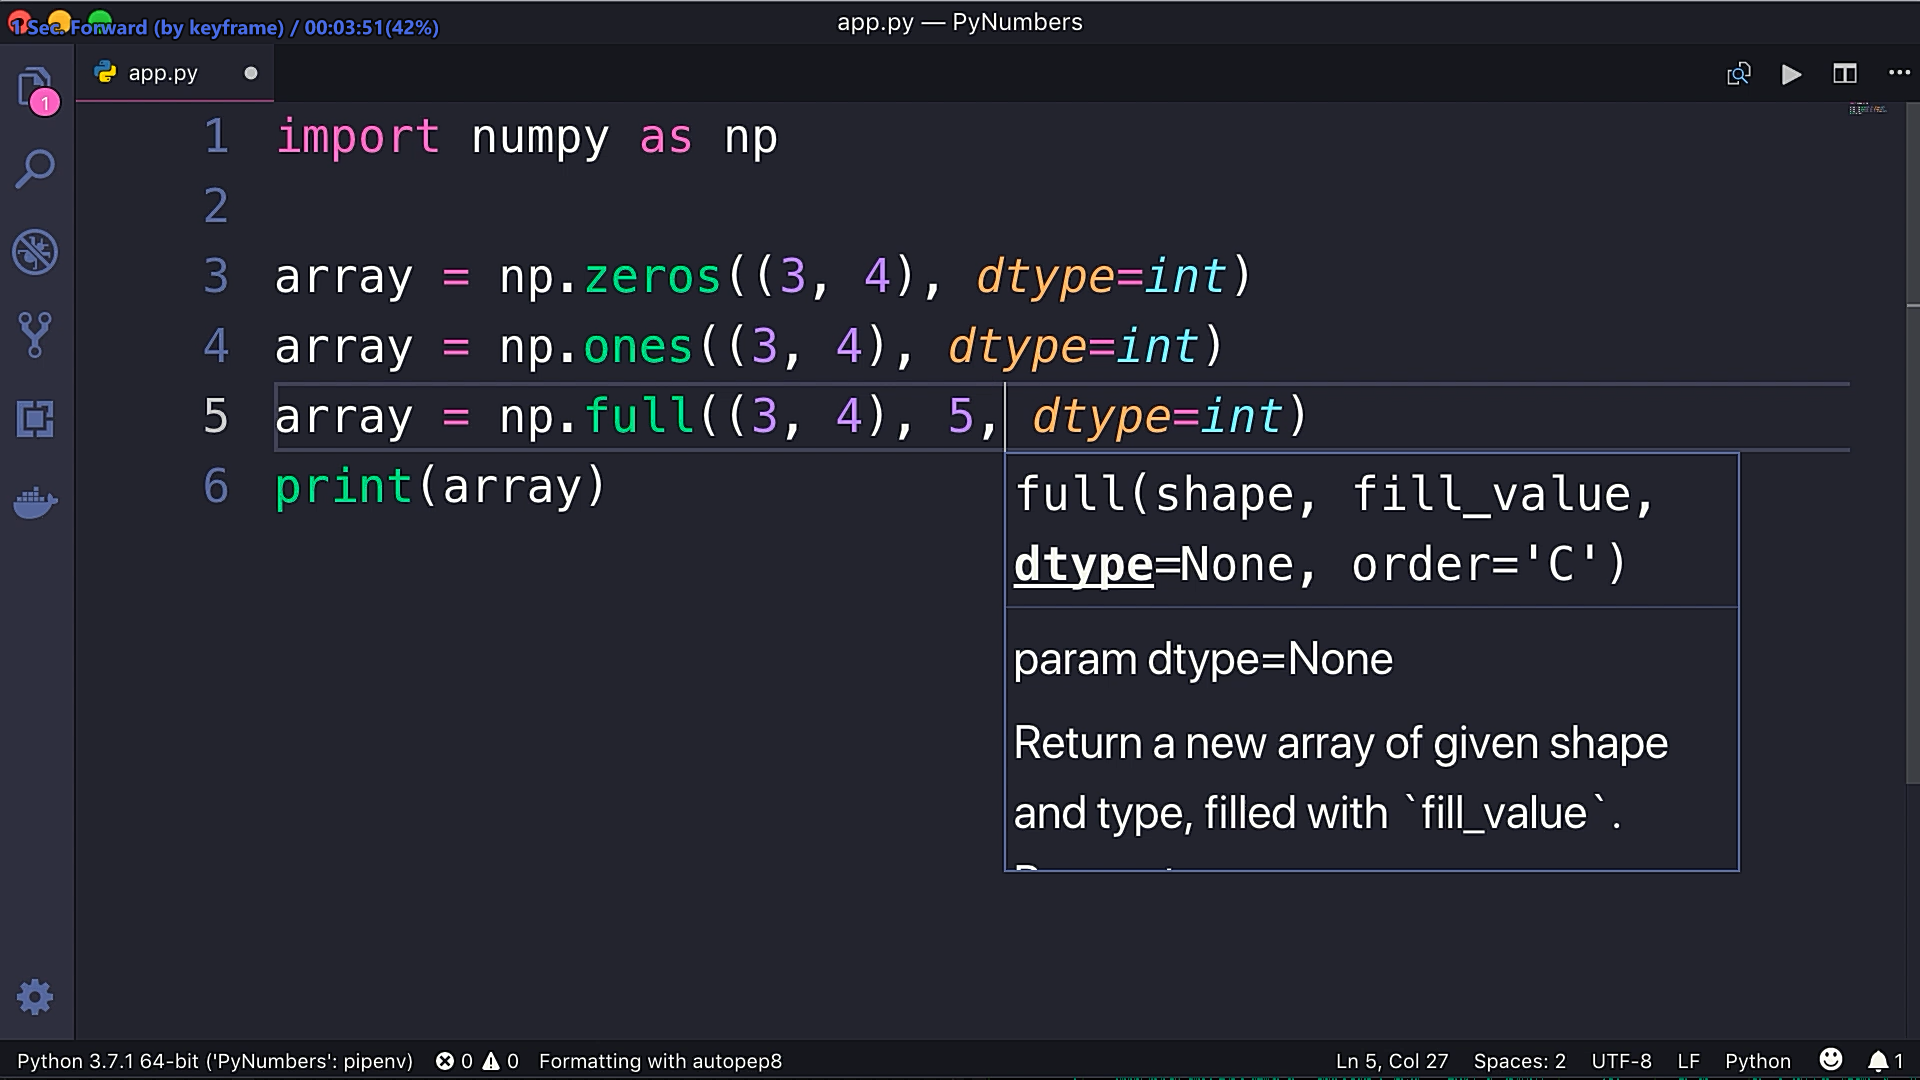 1 Sec. Forward (by keyframe) / 00:03:51(42%)
app.py — PyNumbers
1
app.py
1 import numpy as np
2
3 array = np.zeros((3, 4), dtype=int)
4 array = np.ones((3, 4), dtype=int)
5 array = np.full((3, 4), 5, dtype=int)
6 print(array)
full(shape, fill_value,
dtype=None, order='C')
param dtype=None
Return a new array of given shape
and type, filled with `fill_value`.
Python 3.7.1 64-bit ('PyNumbers': pipenv) 0 0 Formatting with autopep8 Ln 5, Col 27 Spaces: 2 UTF-8 LF Python 1